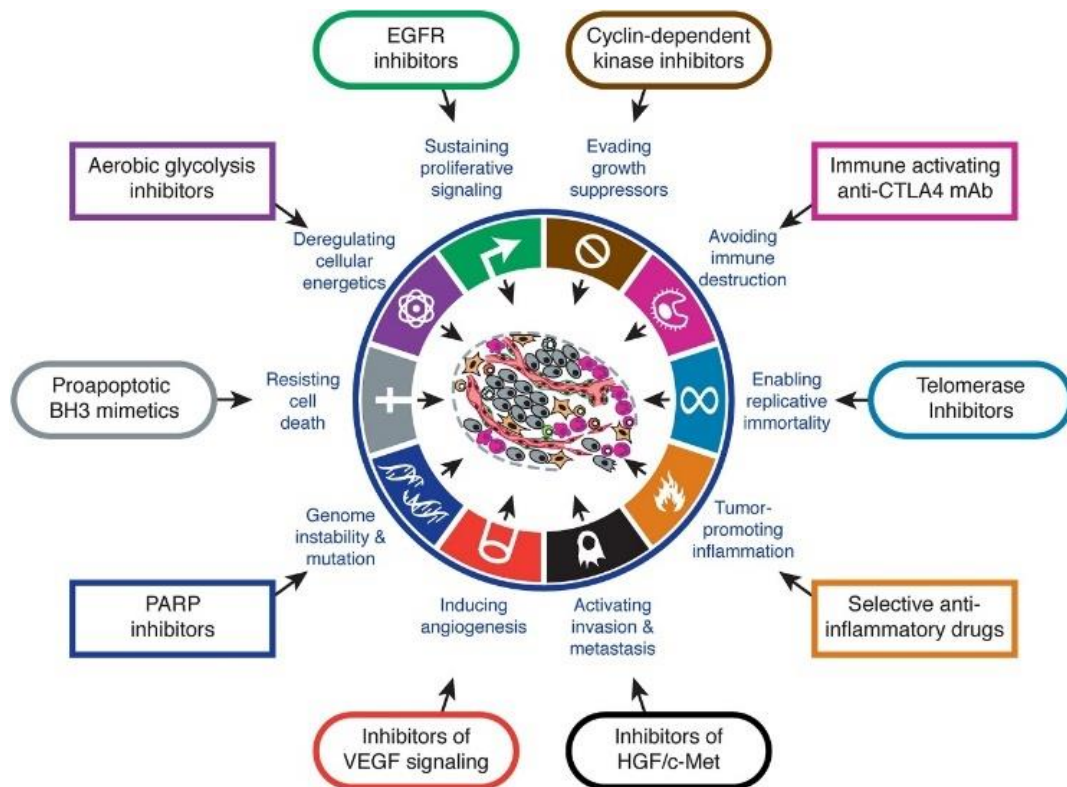 EGFR
inhibitors
Cyclin-dependent
kinase inhibitors
Sustaining
proliferative
signaling
Evading
growth
suppressors
Aerobic glycolysis
inhibitors
Immune activating
anti-CTLA4 mAb
Deregulating
cellular
energetics
Avoiding
immune
destruction
Proapoptotic
BH3 mimetics
Resisting
cell
death
Enabling
replicative
immortality
Telomerase
Inhibitors
Genome
instability &
mutation
Tumor-
promoting
inflammation
PARP
inhibitors
Inducing
angiogenesis
Activating
invasion &
metastasis
Selective anti-
inflammatory drugs
Inhibitors of
VEGF signaling
Inhibitors of
HGF/c-Met